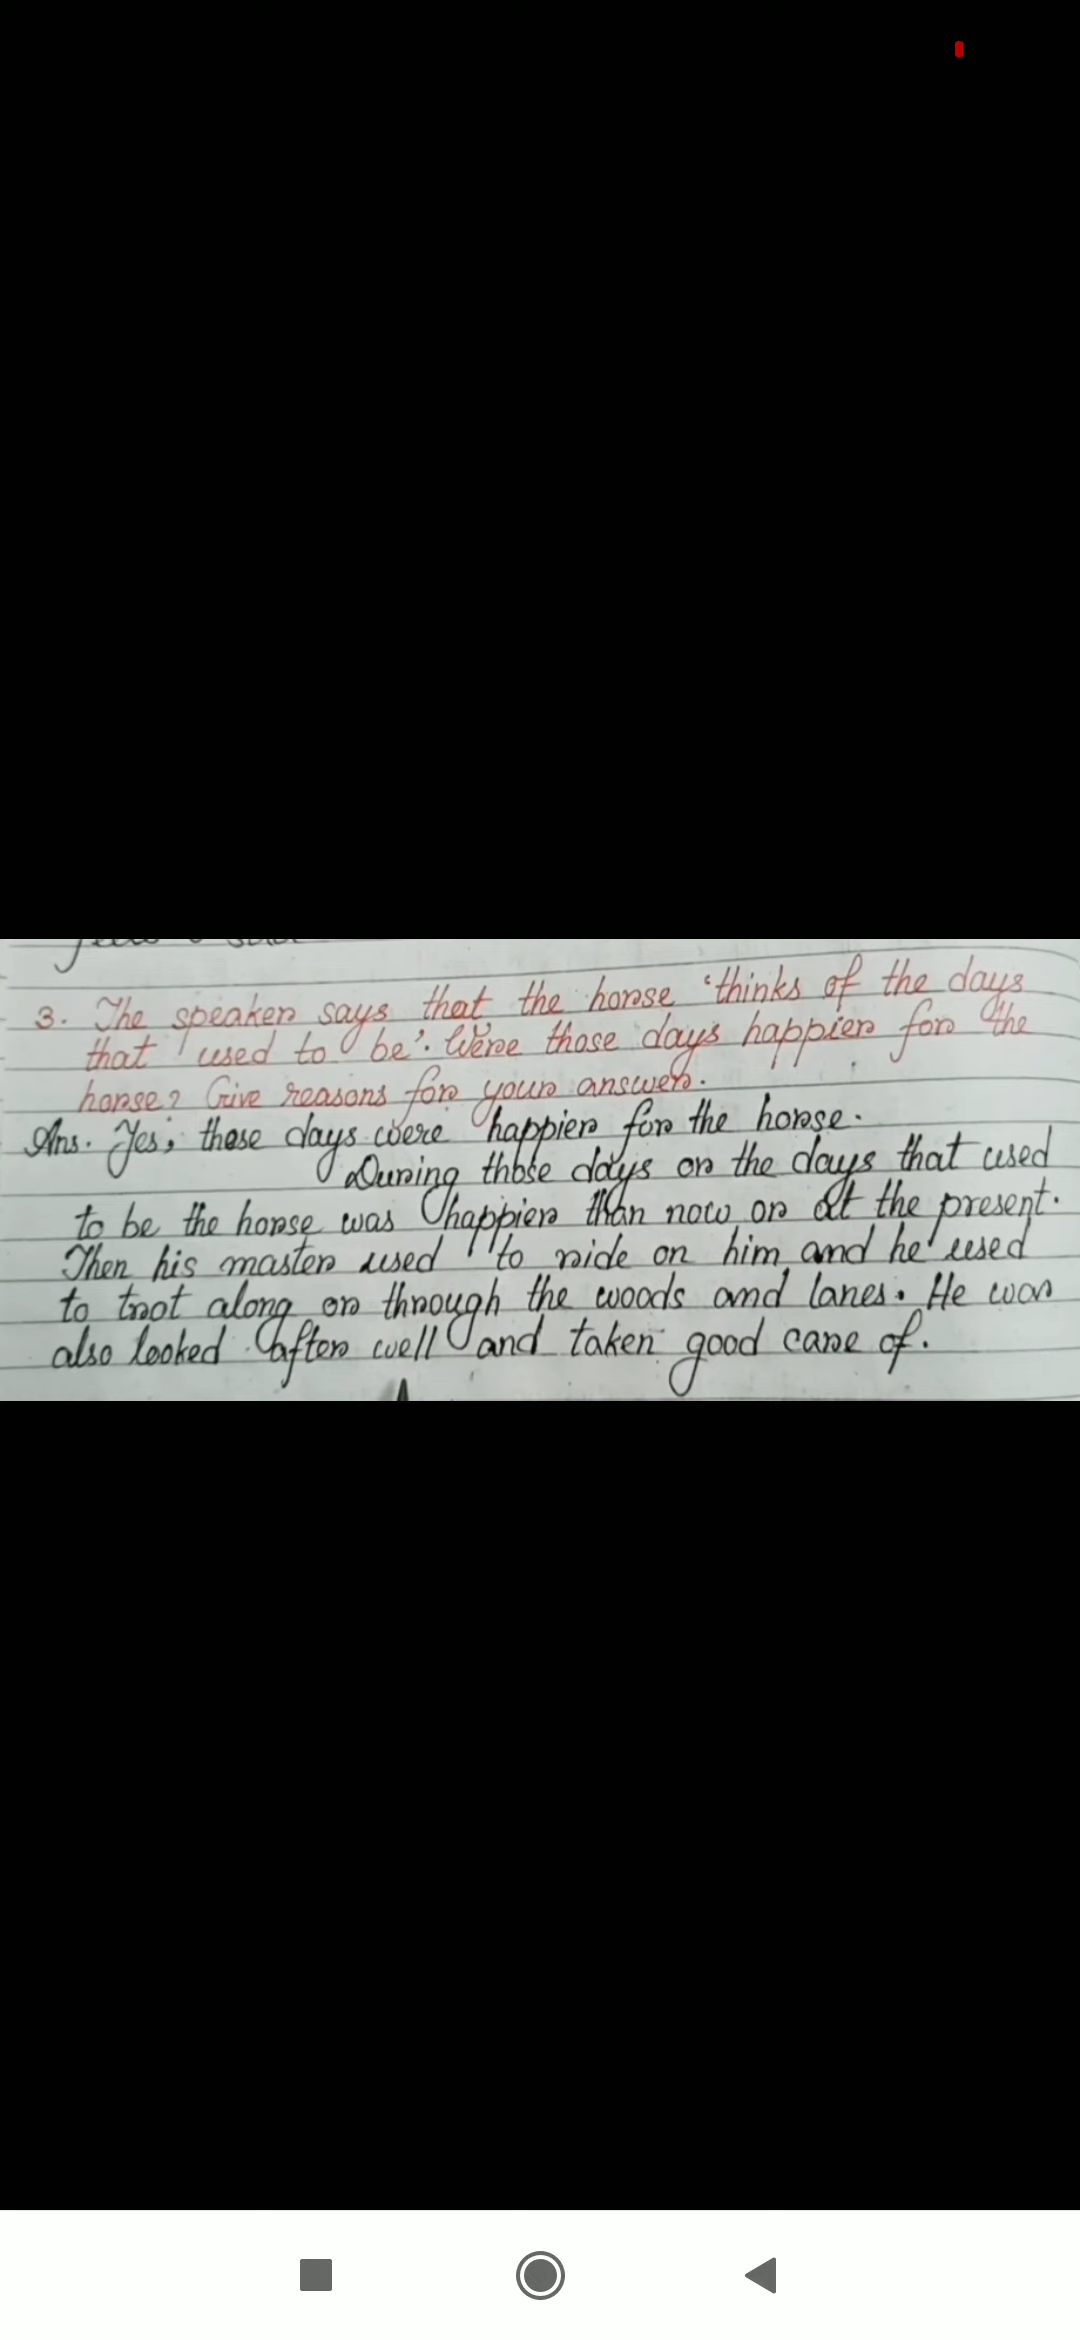 3. The speaker says that the horse 'thinks of the days
that used to be'. Were those days happier for the
horse? Give reasons for your answer.
Ans. Yes, those days were happier for the horse.
During those days or the days that used
to be the horse was happier than now or at the present.
Then his master used to ride on him and he used
to trot along or through the woods and lanes. He was
also looked after well and taken good care of.